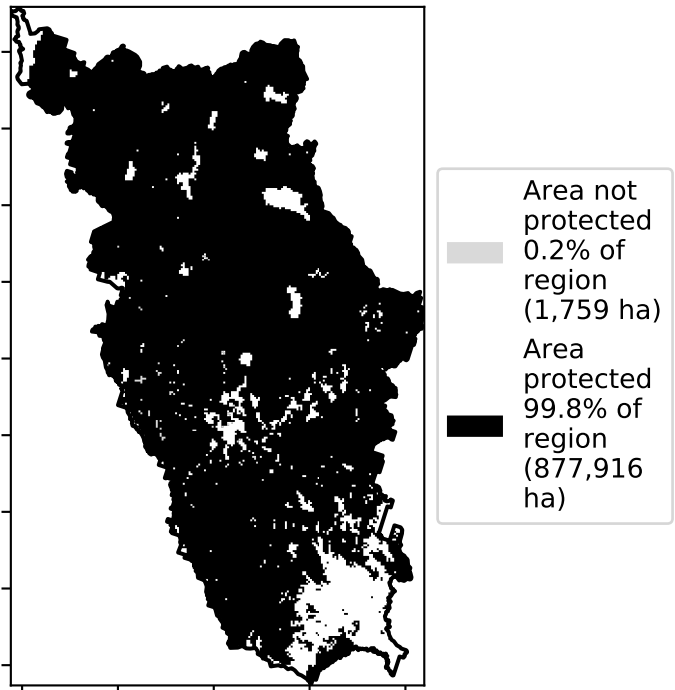 Area not
protected
0.2% of
region
(1,759 ha)
Area
protected
99.8% of
region
(877,916
ha)